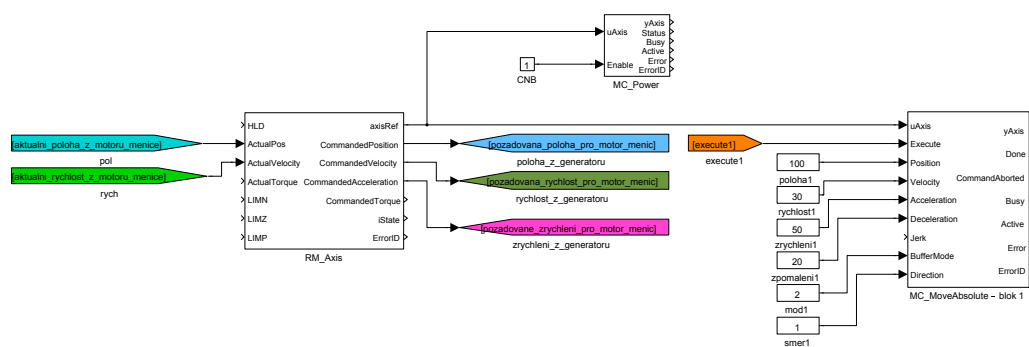 yAxis
uAxis
Status
Busy
Active
1
Enable
Error
ErrorID
CNB
MC_Power
HLD
axisRef
[aktualni_poloha_z_motoru_menice]
ActualPos
CommandedPosition
[pozadovana_poloha_pro_motor_menic]
pol
poloha_z_generatoru
ActualVelocity
CommandedVelocity
[aktualni_rychlost_z_motoru_menice]
[pozadovana_rychlost_pro_motor_menic]
rych
ActualTorque
CommandedAcceleration
rychlost_z_generatoru
LIMN
CommandedTorque
LIMZ
iState
[pozadovane_zrychleni_pro_motor_menic]
LIMP
ErrorID
zrychleni_z_generatoru
RM_Axis
[execute1]
execute1
100
poloha1
30
rychlost1
50
zrychleni1
20
zpomaleni1
2
mod1
1
smer1
uAxis
yAxis
Execute
Done
Position
CommandAborted
Velocity
Acceleration
Busy
Deceleration
Active
Jerk
Error
BufferMode
ErrorID
Direction
MC_MoveAbsolute – blok 1